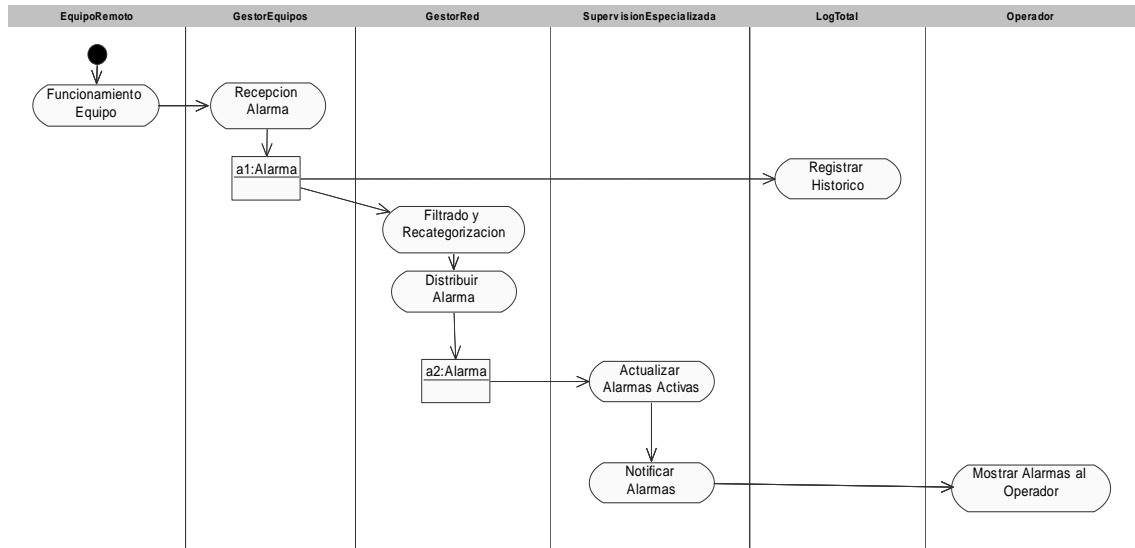 EquipoRemoto
GestorEquipos
GestorRed
SupervisionEspecializada
LogTotal
Operador
Funcionamiento
Equipo
Recepcion
Alarma
a1:Alarma
Registrar
Historico
Filtrado y
Recategorizacion
Distribuir
Alarma
a2:Alarma
Actualizar
Alarmas Activas
Notificar
Alarmas
Mostrar Alarmas al
Operador